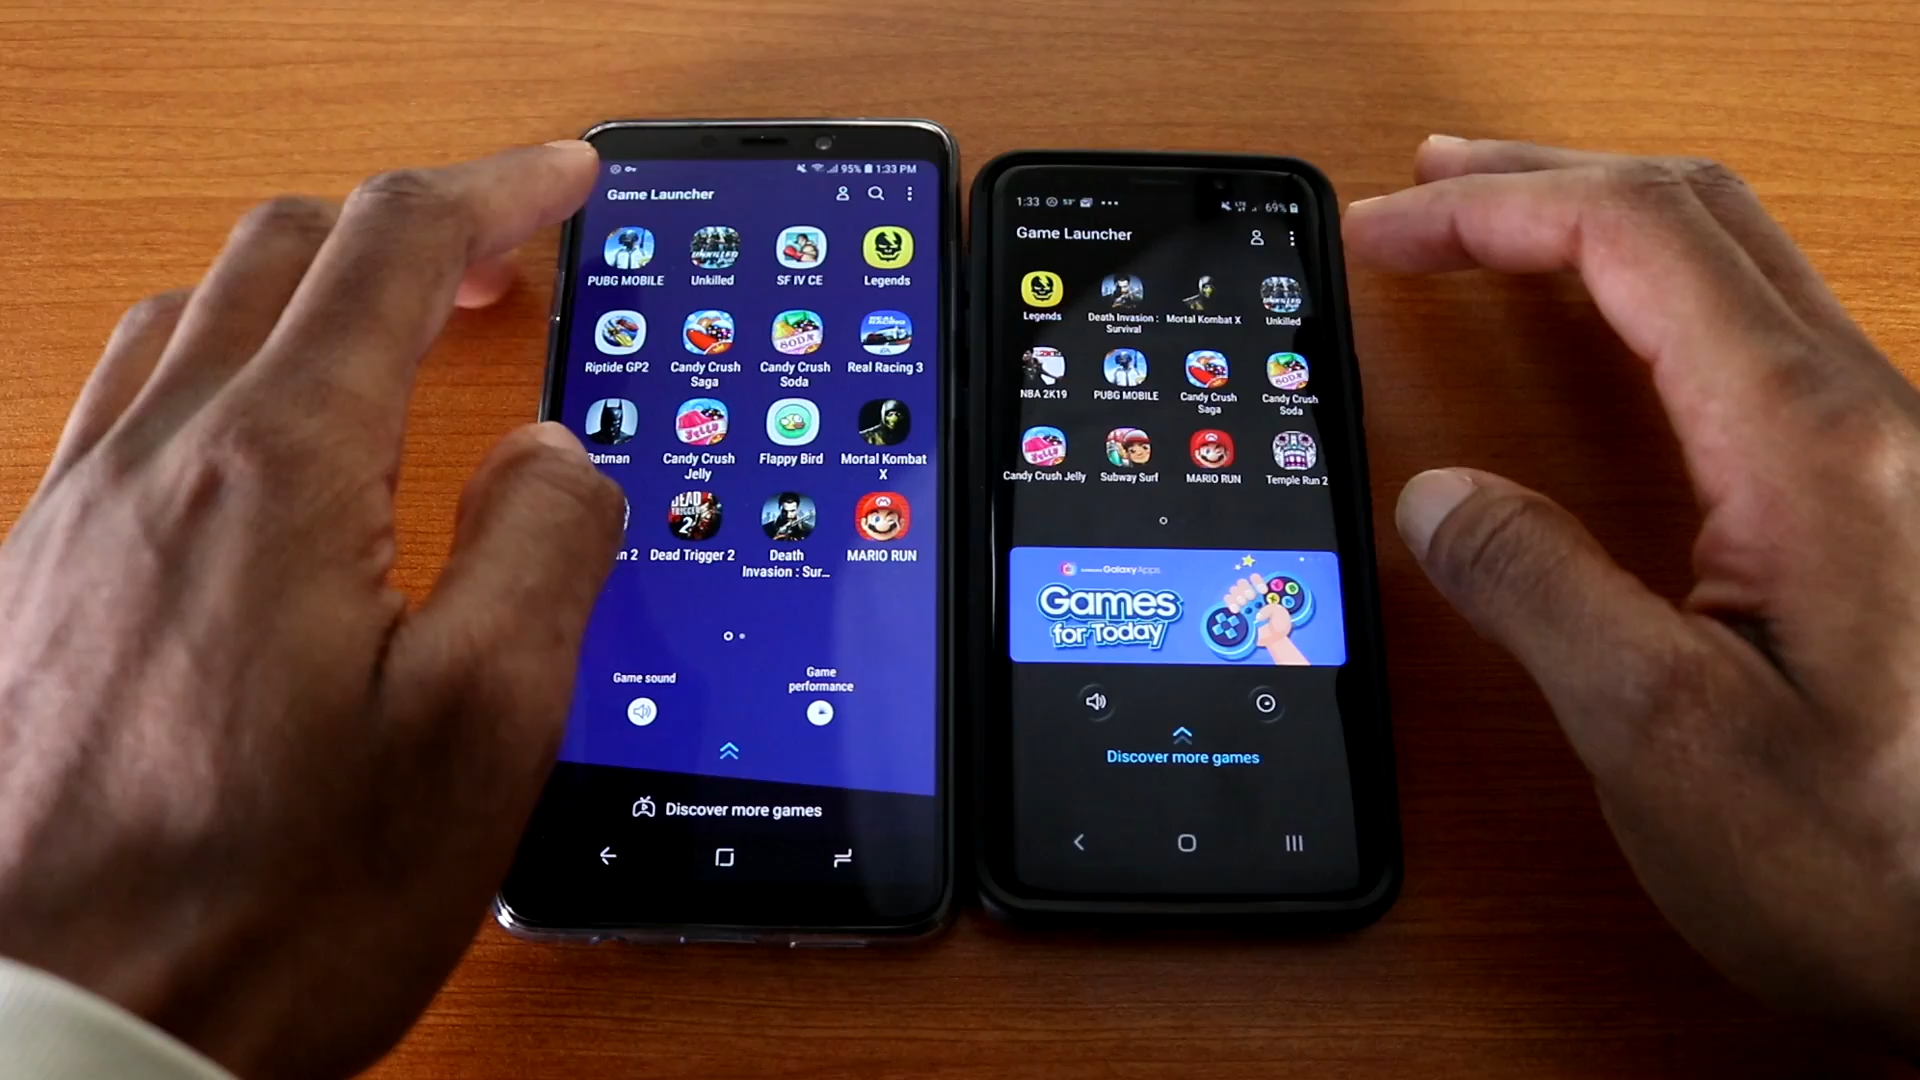 95% 1:33 PM
Game Launcher
PUBG MOBILE
Unkilled
SF IV CE
Legends
Riptide GP2
Candy Crush
Saga
Candy Crush
Soda
Real Racing 3
Batman
Candy Crush
Jelly
Flappy Bird
Mortal Kombat
X
n 2
Dead Trigger 2
Death
Invasion : Sur...
MARIO RUN
Game sound
Game
performance
Discover more games
1:33 53° LTE 69%
Game Launcher
Legends
Death Invasion :
Survival
Mortal Kombat X
Unkilled
NBA 2K19
PUBG MOBILE
Candy Crush
Saga
Candy Crush
Soda
Candy Crush Jelly
Subway Surf
MARIO RUN
Temple Run 2
Galaxy Apps
Games
for Today
Discover more games